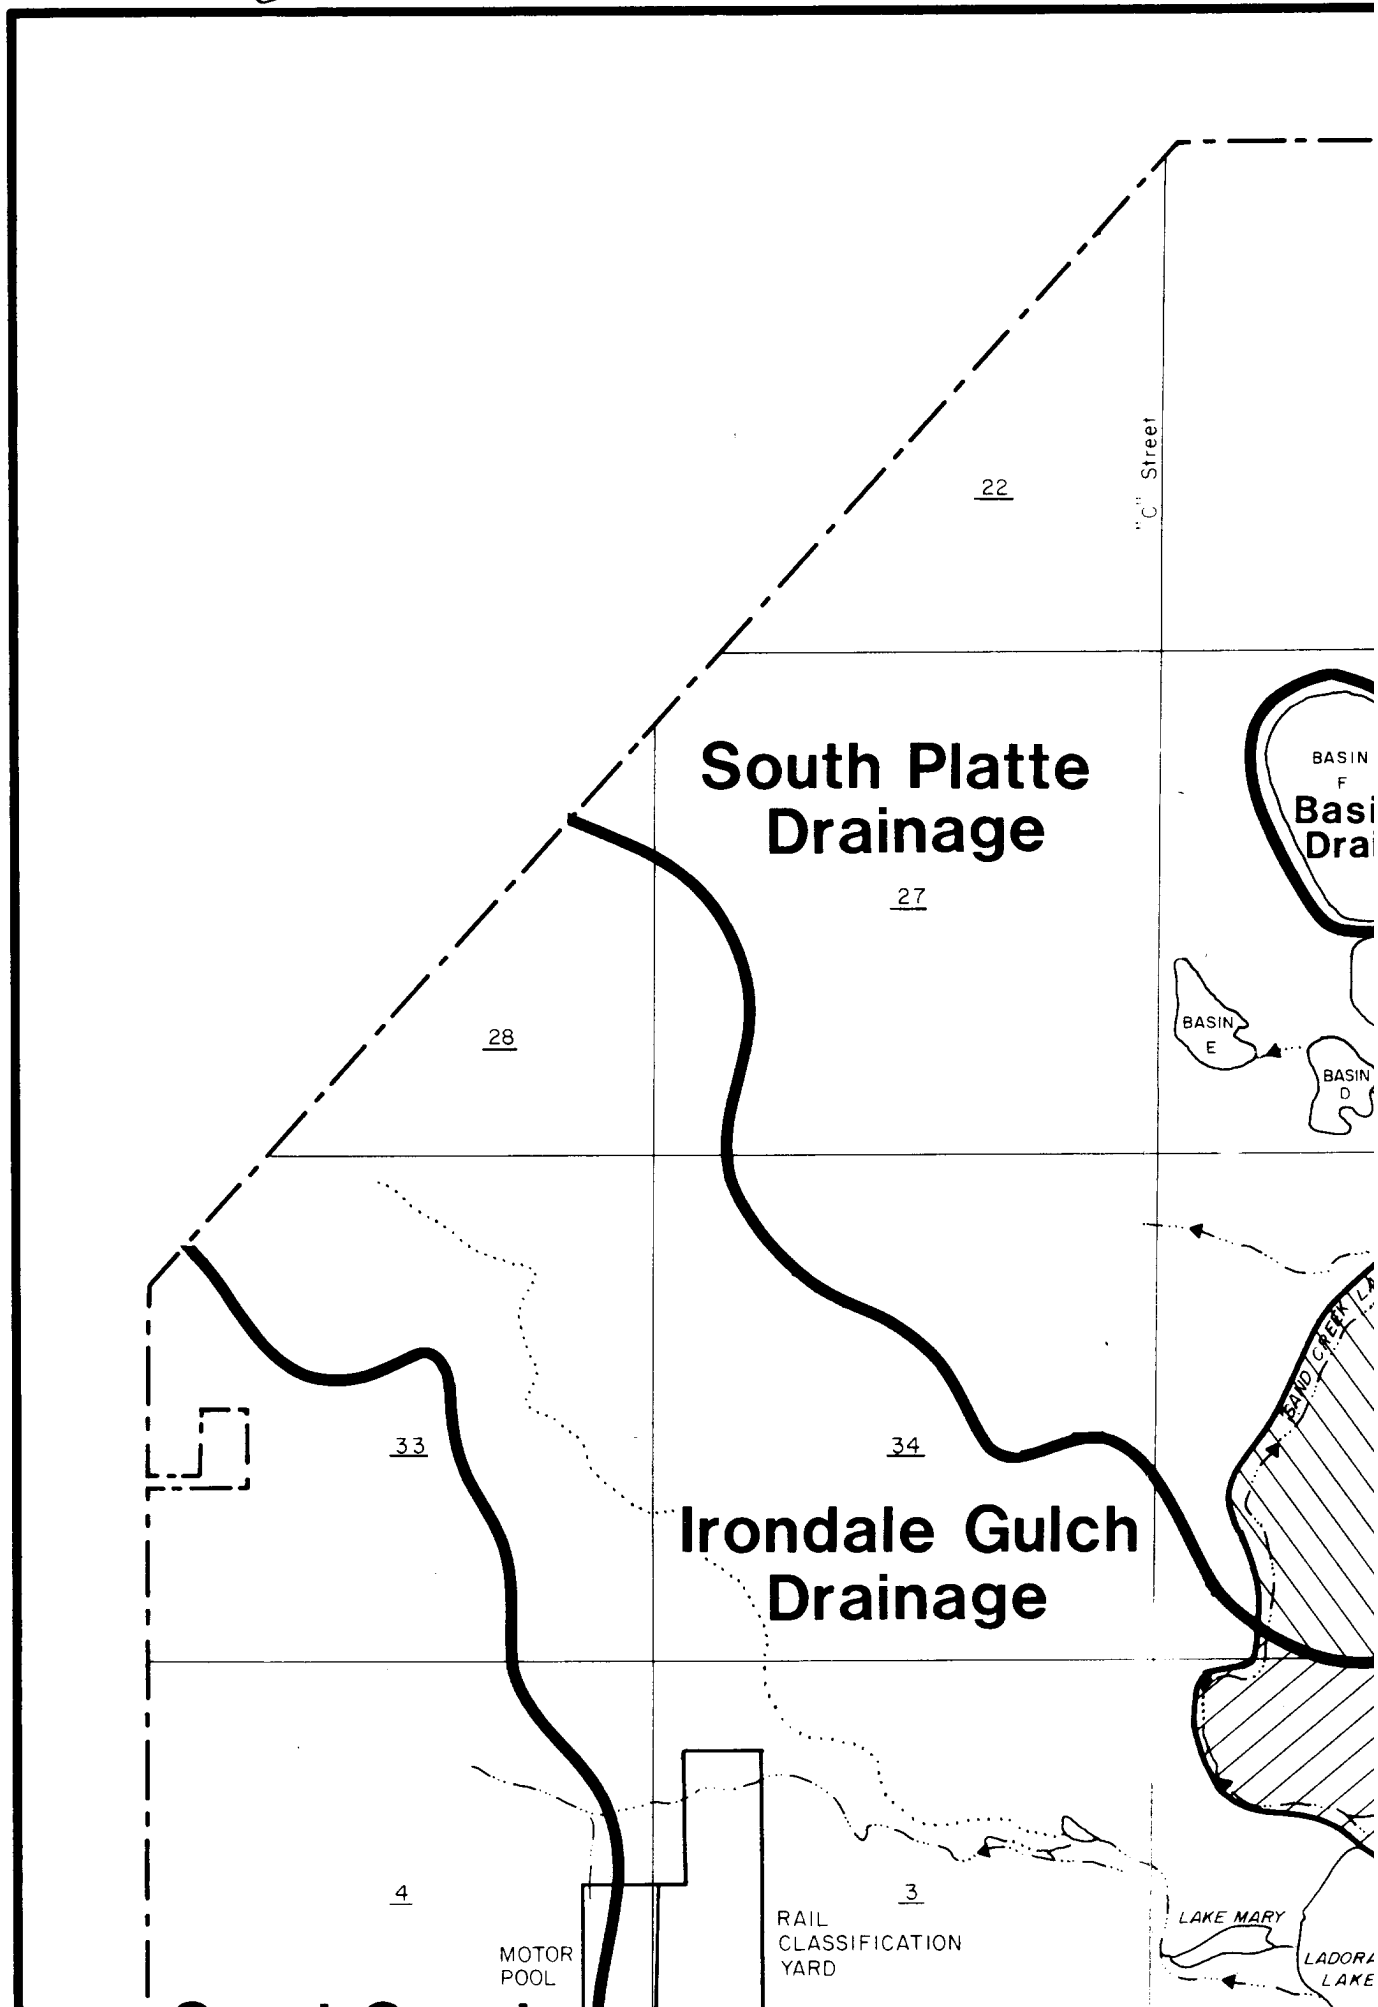 "C" Street
22
South Platte
Drainage
27
BASIN
F
Basi
Drai
28
BASIN
E
BASIN
D
SAND CREEK LA
33
34
Irondale Gulch
Drainage
4
3
RAIL
CLASSIFICATION
YARD
MOTOR
POOL
LAKE MARY
LADORA
LAKE